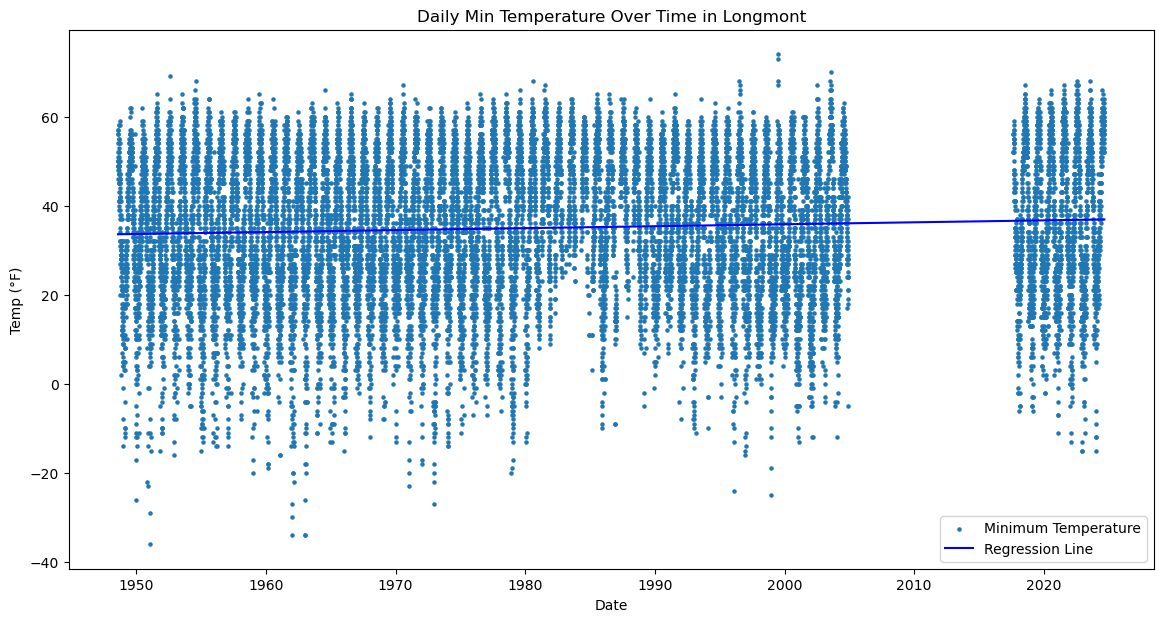 Daily Min Temperature Over Time in Longmont
Temp (°F)
60
40
20
0
−20
−40
1950
1960
1970
1980
1990
2000
2010
2020
Date
Minimum Temperature
Regression Line